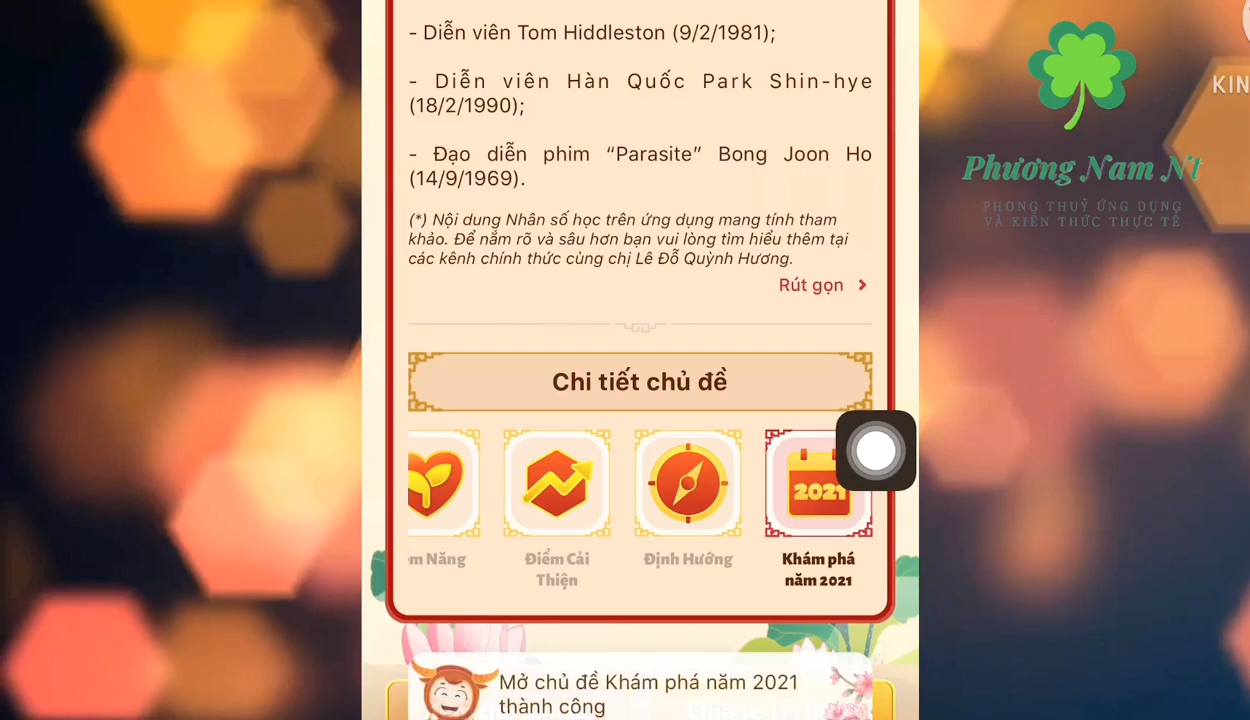 - Diễn viên Tom Hiddleston (9/2/1981);
- Diễn viên Hàn Quốc Park Shin-hye
(18/2/1990);
- Đạo diễn phim “Parasite” Bong Joon Ho
(14/9/1969).
(*) Nội dung Nhân số học trên ứng dụng mang tính tham
khảo. Để nắm rõ và sâu hơn bạn vui lòng tìm hiểu thêm tại
các kênh chính thức cùng chị Lê Đỗ Quỳnh Hương.
Rút gọn
Chi tiết chủ đề
2021
m Năng
Điểm Cải
Thiện
Định Hướng
Khám phá
năm 2021
Mở chủ đề Khám phá năm 2021
thành công
KIN
Phương Nam Nt
PHONG THUỶ ỨNG DỤNG
VÀ KIẾN THỨC THỰC TẾ